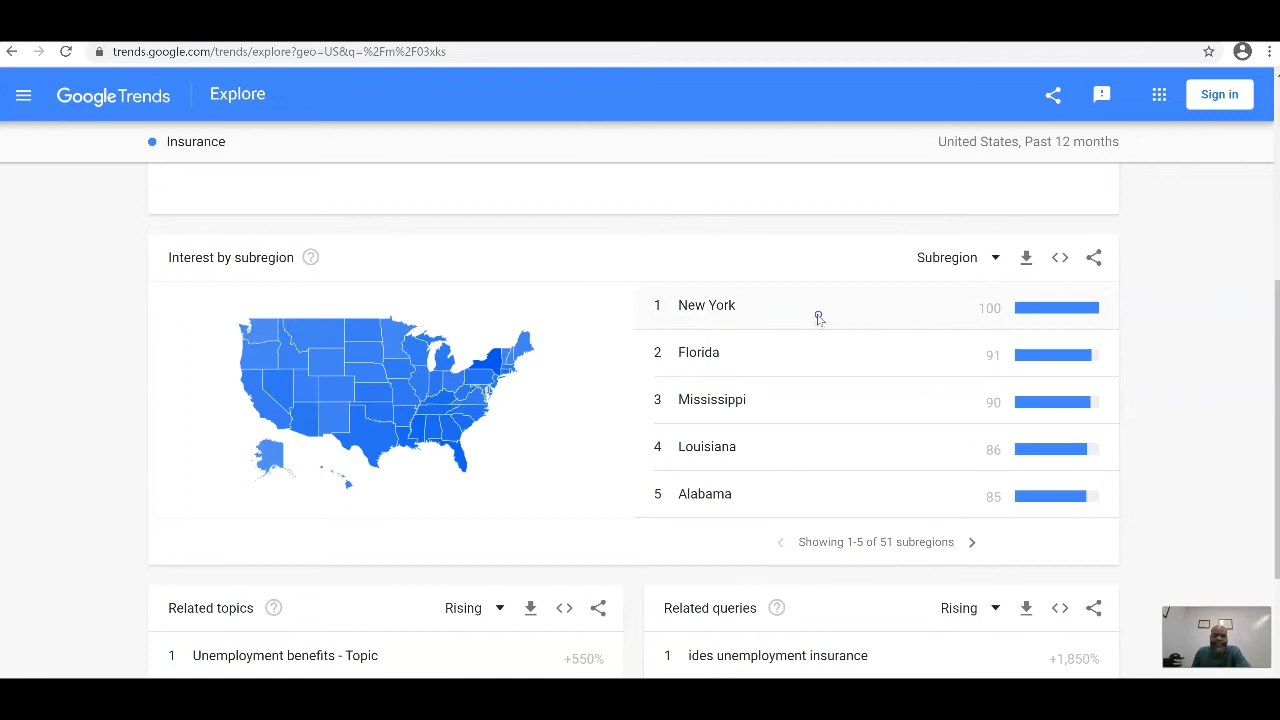 trends.google.com/trends/explore?geo=US&q=%2Fm%2F03xks
Google Trends
Explore
Sign in
Insurance
United States, Past 12 months
Interest by subregion ?
Subregion
1 New York 100
2 Florida 91
3 Mississippi 90
4 Louisiana 86
5 Alabama 85
Showing 1-5 of 51 subregions
Related topics ?
Rising
1 Unemployment benefits - Topic +550%
Related queries ?
Rising
1 ides unemployment insurance +1,850%